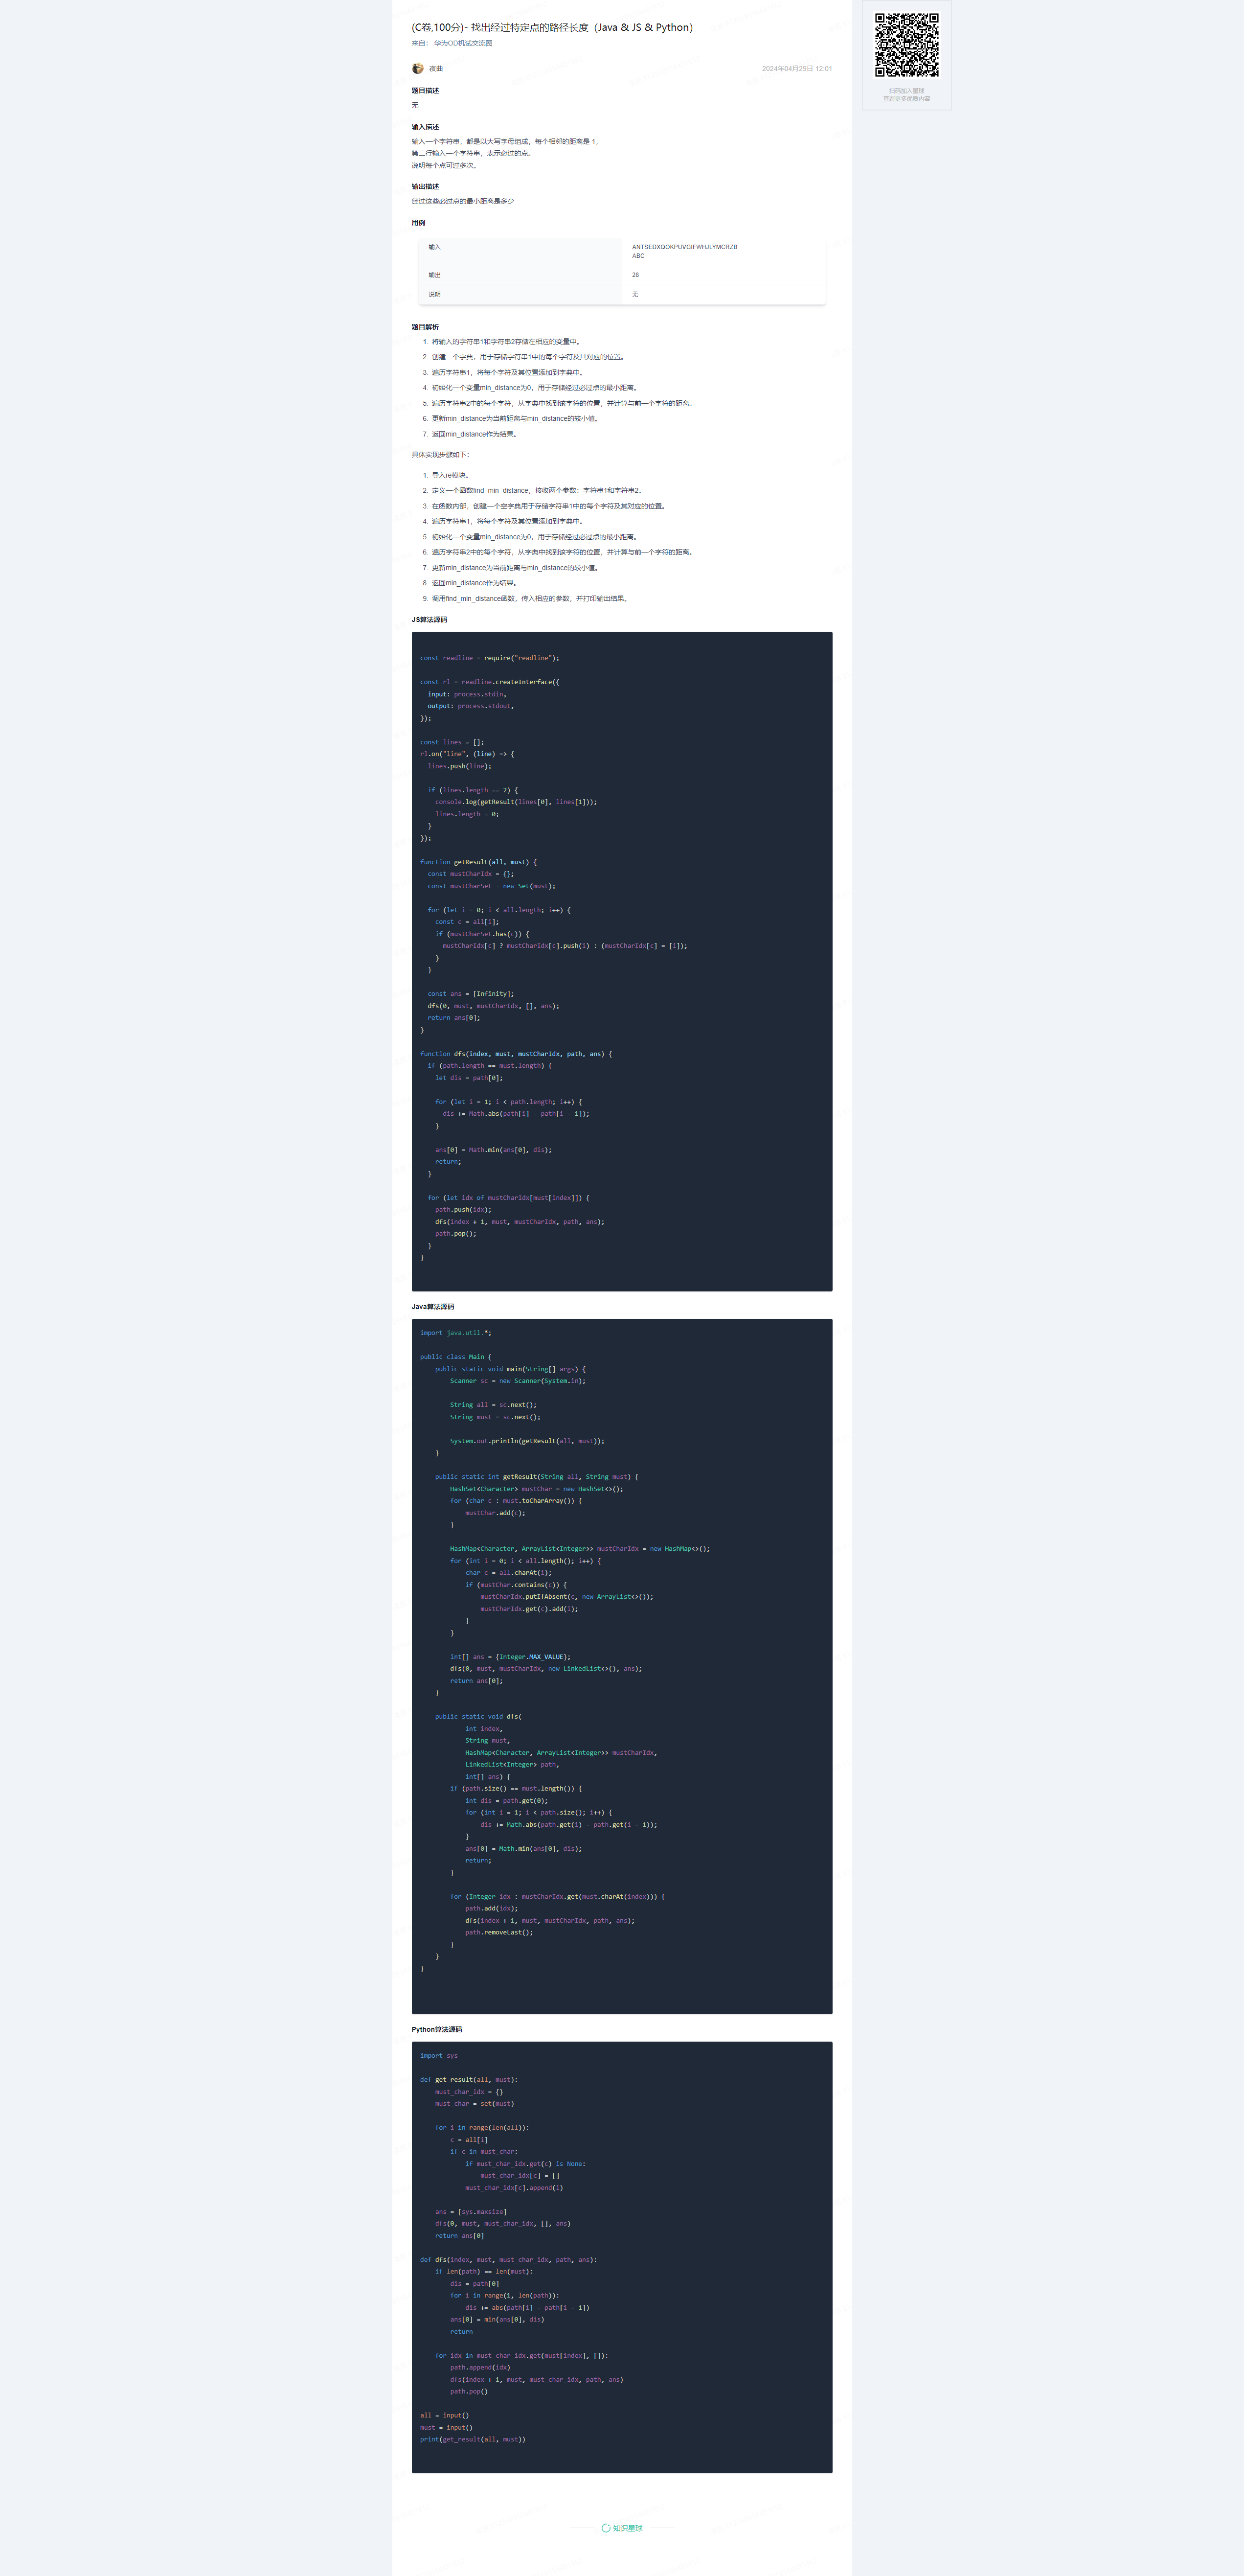 (C卷,100分)- 找出经过特定点的路径长度（Java & JS & Python）
来自： 华为OD机试交流圈
扫码加入星球
查看更多优质内容
夜曲
2024年04月29日 12:01
题目描述
无
输入描述
输入一个字符串，都是以大写字母组成，每个相邻的距离是 1，
第二行输入一个字符串，表示必过的点。
说明每个点可过多次。
输出描述
经过这些必过点的最小距离是多少
用例
输入 ANTSEDXQOKPUVGIFWHJLYMCRZB
ABC
输出 28
说明 无
题目解析
1. 将输入的字符串1和字符串2存储在相应的变量中。
2. 创建一个字典，用于存储字符串1中的每个字符及其对应的位置。
3. 遍历字符串1，将每个字符及其位置添加到字典中。
4. 初始化一个变量min_distance为0，用于存储经过必过点的最小距离。
5. 遍历字符串2中的每个字符，从字典中找到该字符的位置，并计算与前一个字符的距离。
6. 更新min_distance为当前距离与min_distance的较小值。
7. 返回min_distance作为结果。
具体实现步骤如下：
1. 导入re模块。
2. 定义一个函数find_min_distance，接收两个参数：字符串1和字符串2。
3. 在函数内部，创建一个空字典用于存储字符串1中的每个字符及其对应的位置。
4. 遍历字符串1，将每个字符及其位置添加到字典中。
5. 初始化一个变量min_distance为0，用于存储经过必过点的最小距离。
6. 遍历字符串2中的每个字符，从字典中找到该字符的位置，并计算与前一个字符的距离。
7. 更新min_distance为当前距离与min_distance的较小值。
8. 返回min_distance作为结果。
9. 调用find_min_distance函数，传入相应的参数，并打印输出结果。
JS算法源码
const readline = require("readline");
const rl = readline.createInterface({
  input: process.stdin,
  output: process.stdout,
});
const lines = [];
rl.on("line", (line) => {
  lines.push(line);
  if (lines.length == 2) {
    console.log(getResult(lines[0], lines[1]));
    lines.length = 0;
  }
});
function getResult(all, must) {
  const mustCharIdx = {};
  const mustCharSet = new Set(must);
  for (let i = 0; i < all.length; i++) {
    const c = all[i];
    if (mustCharSet.has(c)) {
      mustCharIdx[c] ? mustCharIdx[c].push(i) : (mustCharIdx[c] = [i]);
    }
  }
  const ans = [Infinity];
  dfs(0, must, mustCharIdx, [], ans);
  return ans[0];
}
function dfs(index, must, mustCharIdx, path, ans) {
  if (path.length == must.length) {
    let dis = path[0];
    for (let i = 1; i < path.length; i++) {
      dis += Math.abs(path[i] - path[i - 1]);
    }
    ans[0] = Math.min(ans[0], dis);
    return;
  }
  for (let idx of mustCharIdx[must[index]]) {
    path.push(idx);
    dfs(index + 1, must, mustCharIdx, path, ans);
    path.pop();
  }
}
Java算法源码
import java.util.*;
public class Main {
    public static void main(String[] args) {
        Scanner sc = new Scanner(System.in);
        String all = sc.next();
        String must = sc.next();
        System.out.println(getResult(all, must));
    }
    public static int getResult(String all, String must) {
        HashSet<Character> mustChar = new HashSet<>();
        for (char c : must.toCharArray()) {
            mustChar.add(c);
        }
        HashMap<Character, ArrayList<Integer>> mustCharIdx = new HashMap<>();
        for (int i = 0; i < all.length(); i++) {
            char c = all.charAt(i);
            if (mustChar.contains(c)) {
                mustCharIdx.putIfAbsent(c, new ArrayList<>());
                mustCharIdx.get(c).add(i);
            }
        }
        int[] ans = {Integer.MAX_VALUE};
        dfs(0, must, mustCharIdx, new LinkedList<>(), ans);
        return ans[0];
    }
    public static void dfs(
            int index,
            String must,
            HashMap<Character, ArrayList<Integer>> mustCharIdx,
            LinkedList<Integer> path,
            int[] ans) {
        if (path.size() == must.length()) {
            int dis = path.get(0);
            for (int i = 1; i < path.size(); i++) {
                dis += Math.abs(path.get(i) - path.get(i - 1));
            }
            ans[0] = Math.min(ans[0], dis);
            return;
        }
        for (Integer idx : mustCharIdx.get(must.charAt(index))) {
            path.add(idx);
            dfs(index + 1, must, mustCharIdx, path, ans);
            path.removeLast();
        }
    }
}
Python算法源码
import sys
def get_result(all, must):
    must_char_idx = {}
    must_char = set(must)
    for i in range(len(all)):
        c = all[i]
        if c in must_char:
            if must_char_idx.get(c) is None:
                must_char_idx[c] = []
            must_char_idx[c].append(i)
    ans = [sys.maxsize]
    dfs(0, must, must_char_idx, [], ans)
    return ans[0]
def dfs(index, must, must_char_idx, path, ans):
    if len(path) == len(must):
        dis = path[0]
        for i in range(1, len(path)):
            dis += abs(path[i] - path[i - 1])
        ans[0] = min(ans[0], dis)
        return
    for idx in must_char_idx.get(must[index], []):
        path.append(idx)
        dfs(index + 1, must, must_char_idx, path, ans)
        path.pop()
all = input()
must = input()
print(get_result(all, must))
知识星球